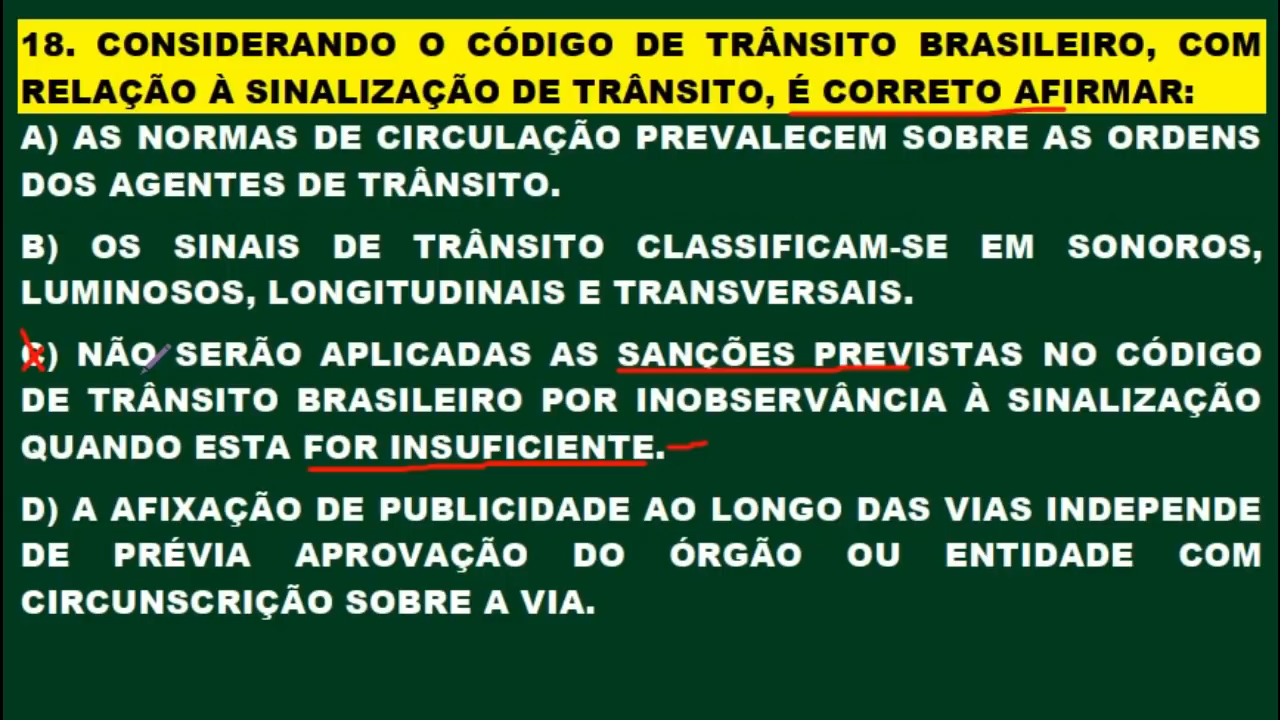 18. CONSIDERANDO O CÓDIGO DE TRÂNSITO BRASILEIRO, COM
RELAÇÃO À SINALIZAÇÃO DE TRÂNSITO, É CORRETO AFIRMAR:
A) AS NORMAS DE CIRCULAÇÃO PREVALECEM SOBRE AS ORDENS
DOS AGENTES DE TRÂNSITO.
B) OS SINAIS DE TRÂNSITO CLASSIFICAM-SE EM SONOROS,
LUMINOSOS, LONGITUDINAIS E TRANSVERSAIS.
C) NÃO SERÃO APLICADAS AS SANÇÕES PREVISTAS NO CÓDIGO
DE TRÂNSITO BRASILEIRO POR INOBSERVÂNCIA À SINALIZAÇÃO
QUANDO ESTA FOR INSUFICIENTE.
D) A AFIXAÇÃO DE PUBLICIDADE AO LONGO DAS VIAS INDEPENDE
DE PRÉVIA APROVAÇÃO DO ÓRGÃO OU ENTIDADE COM
CIRCUNSCRIÇÃO SOBRE A VIA.